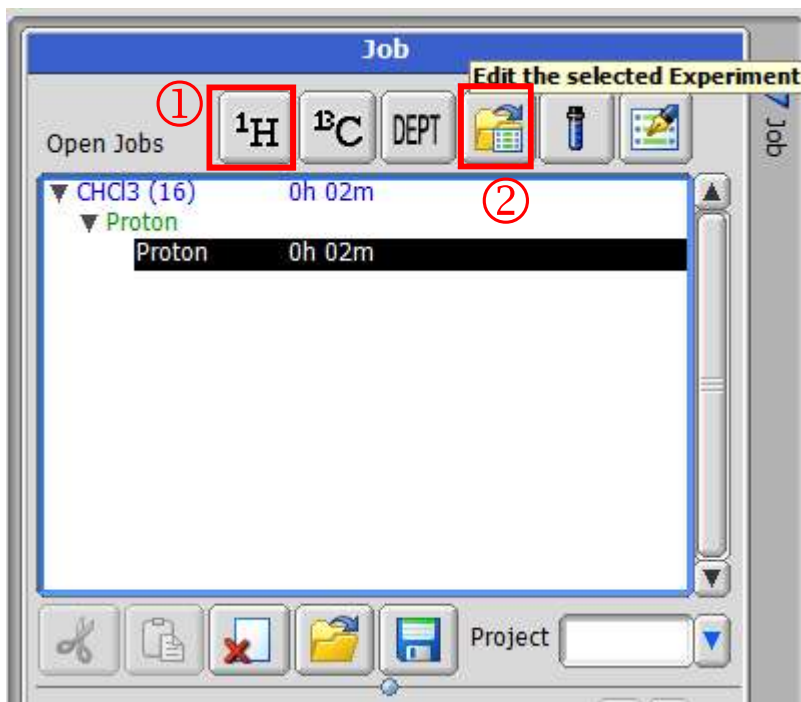 Job
Edit the selected Experiment
①
Open Jobs ¹H ¹³C DEPT
Job
②
CHCl3 (16) 0h 02m
Proton
Proton 0h 02m
Project